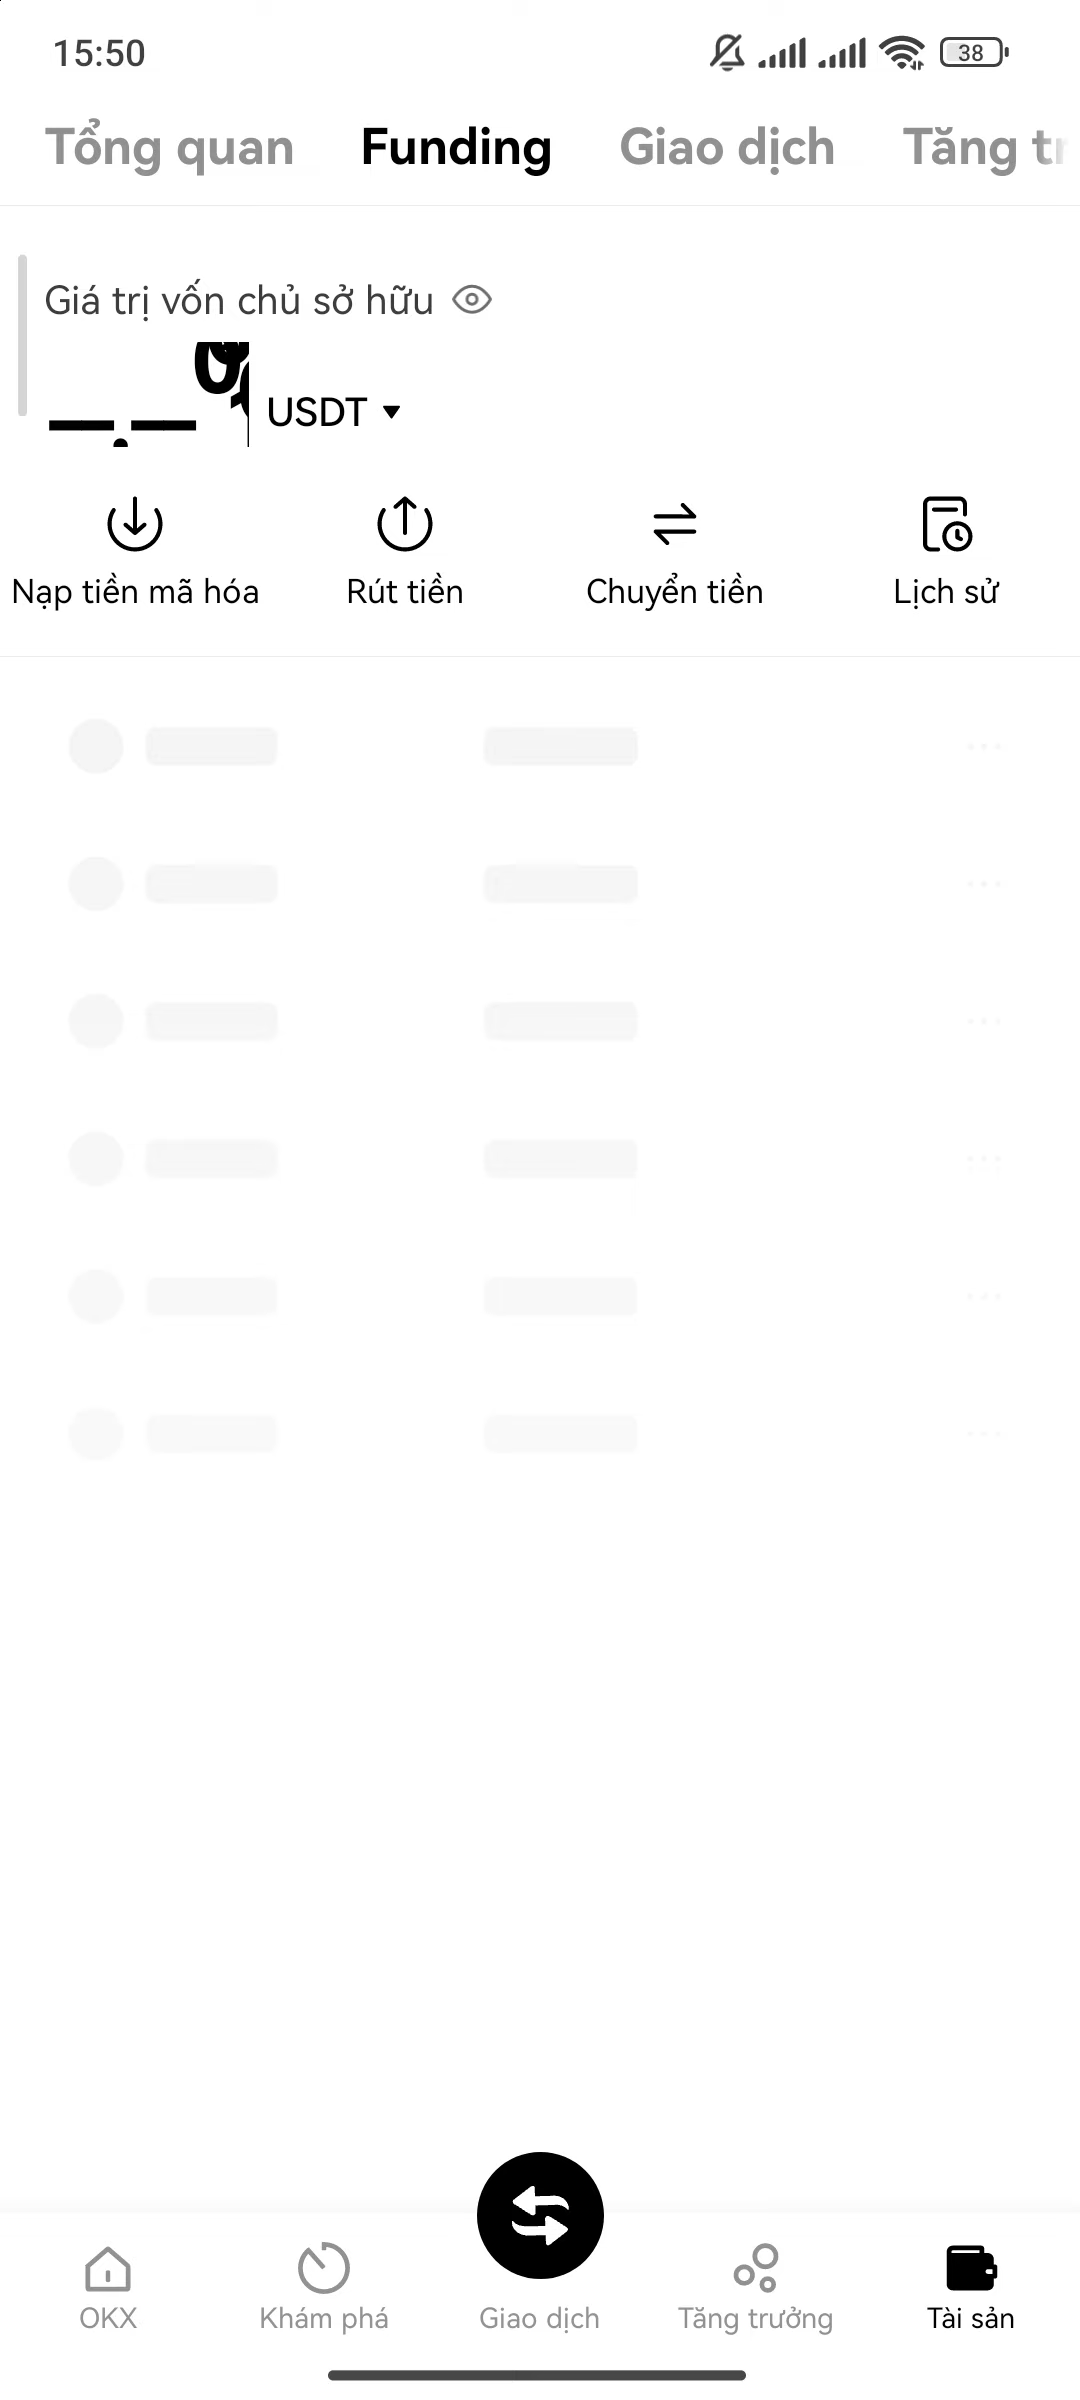 15:50
38
Tổng quan Funding Giao dịch Tăng
Giá trị vốn chủ sở hữu
USDT
Nạp tiền mã hóa Rút tiền Chuyển tiền Lịch sử
OKX Khám phá Giao dịch Tăng trưởng Tài sản